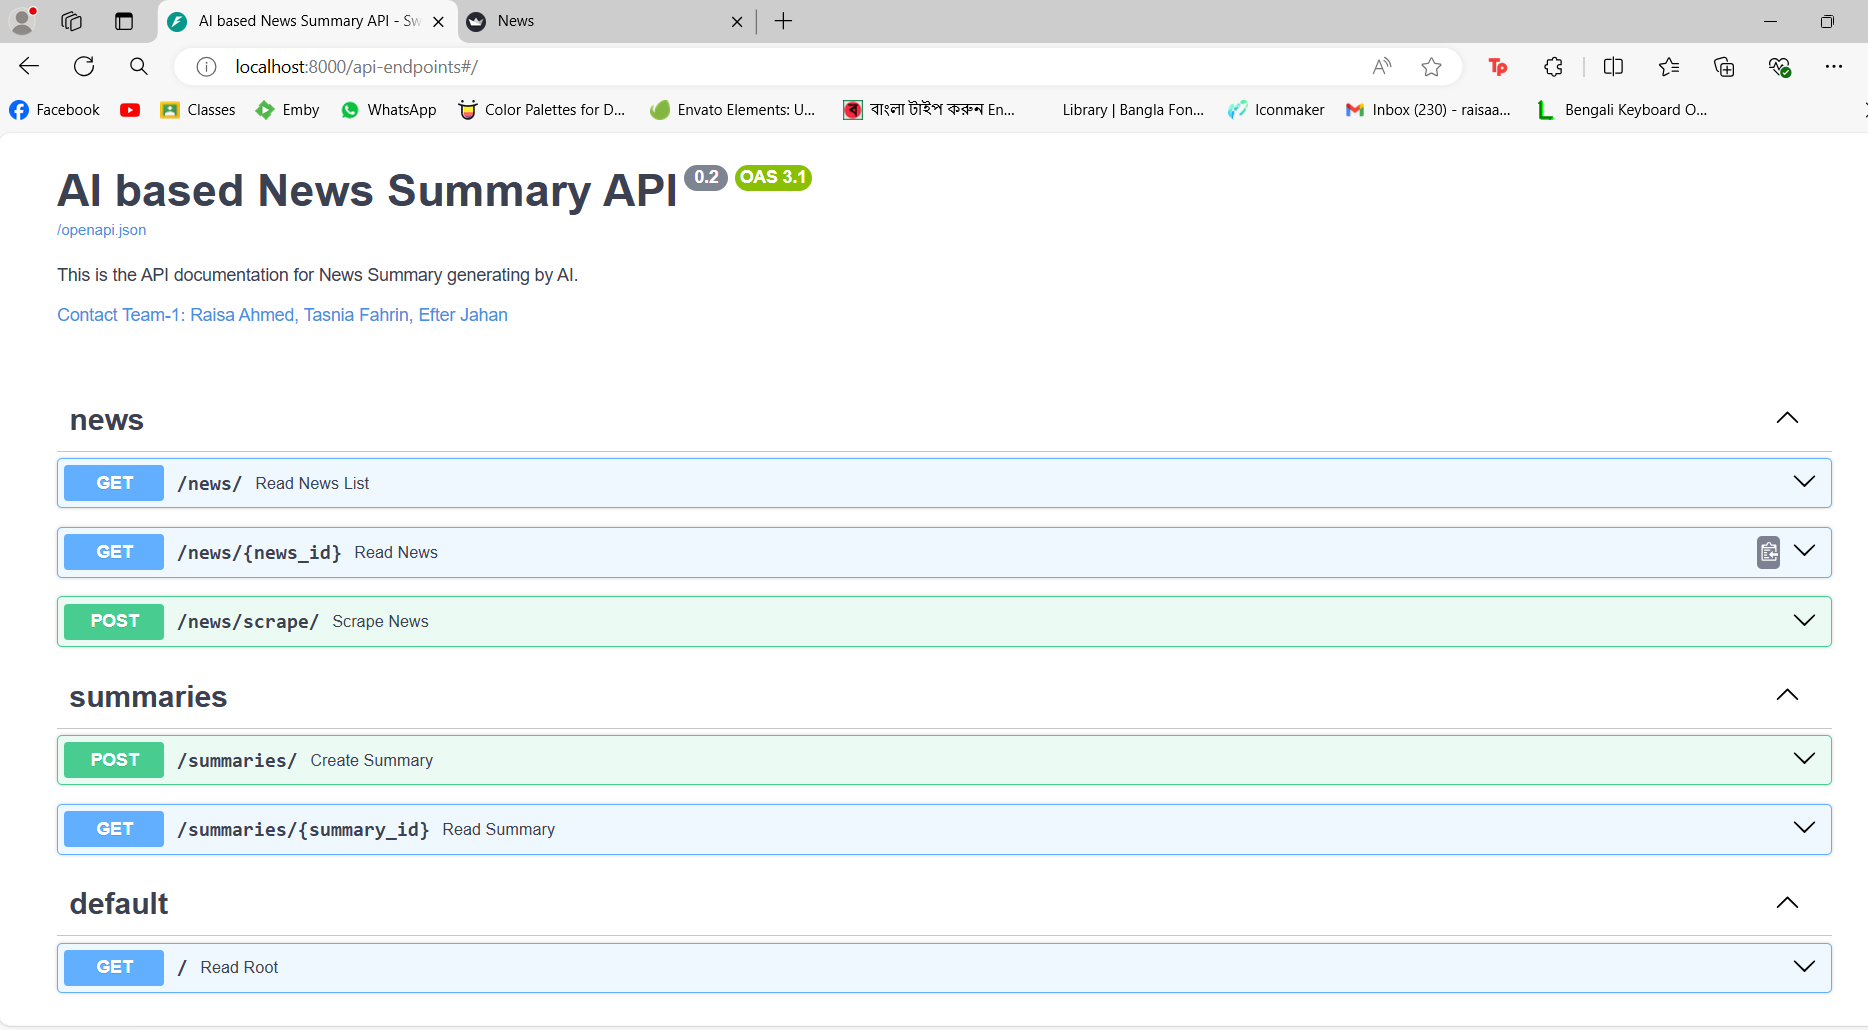 AI based News Summary API - Sw
News
localhost:8000/api-endpoints#/
Facebook Classes Emby WhatsApp Color Palettes for D... Envato Elements: U... বাংলা টাইপ করুন En... Library | Bangla Fon... Iconmaker Inbox (230) - raisaa... Bengali Keyboard O...
AI based News Summary API 0.2 OAS 3.1
/openapi.json
This is the API documentation for News Summary generating by AI.
Contact Team-1: Raisa Ahmed, Tasnia Fahrin, Efter Jahan
news
GET /news/ Read News List
GET /news/{news_id} Read News
POST /news/scrape/ Scrape News
summaries
POST /summaries/ Create Summary
GET /summaries/{summary_id} Read Summary
default
GET / Read Root